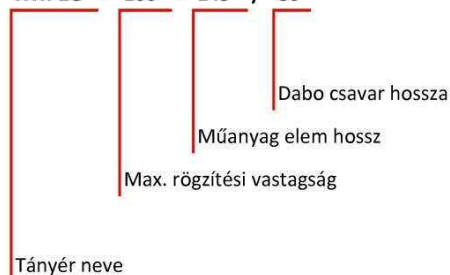 Dabo csavar hossza
Műanyag elem hossz
Max. rögzítési vastagság
Tányér neve